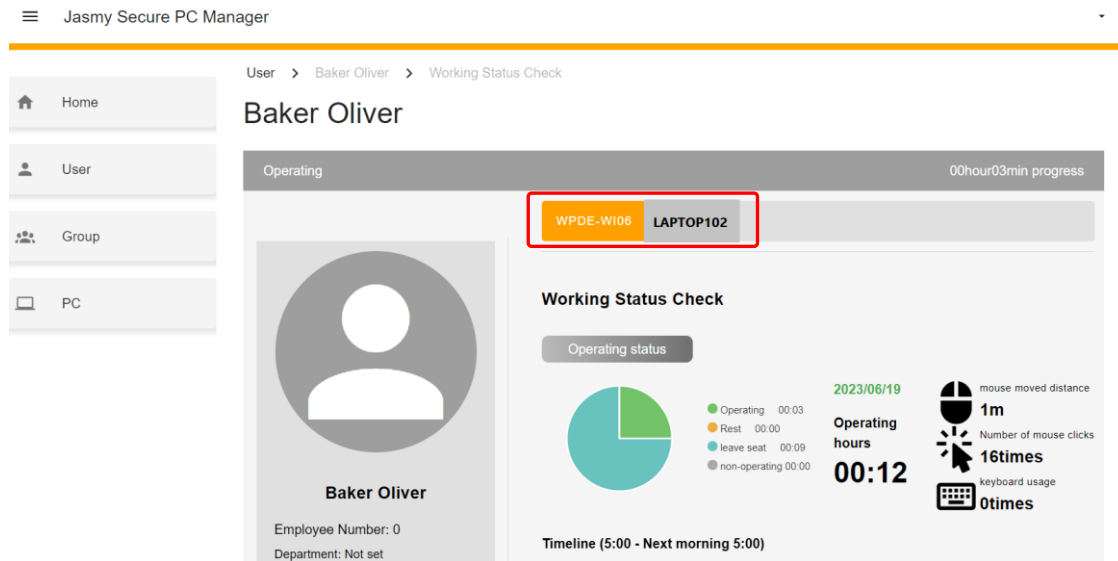 Jasmy Secure PC Manager
Home
User
Group
PC
User > Baker Oliver > Working Status Check
Baker Oliver
Operating 00hour03min progress
WPDE-WI06 LAPTOP102
Baker Oliver
Employee Number: 0
Department: Not set
Working Status Check
Operating status
Operating 00:03
Rest 00:00
leave seat 00:09
non-operating 00:00
2023/06/19
Operating
hours
00:12
mouse moved distance
1m
Number of mouse clicks
16times
keyboard usage
0times
Timeline (5:00 - Next morning 5:00)